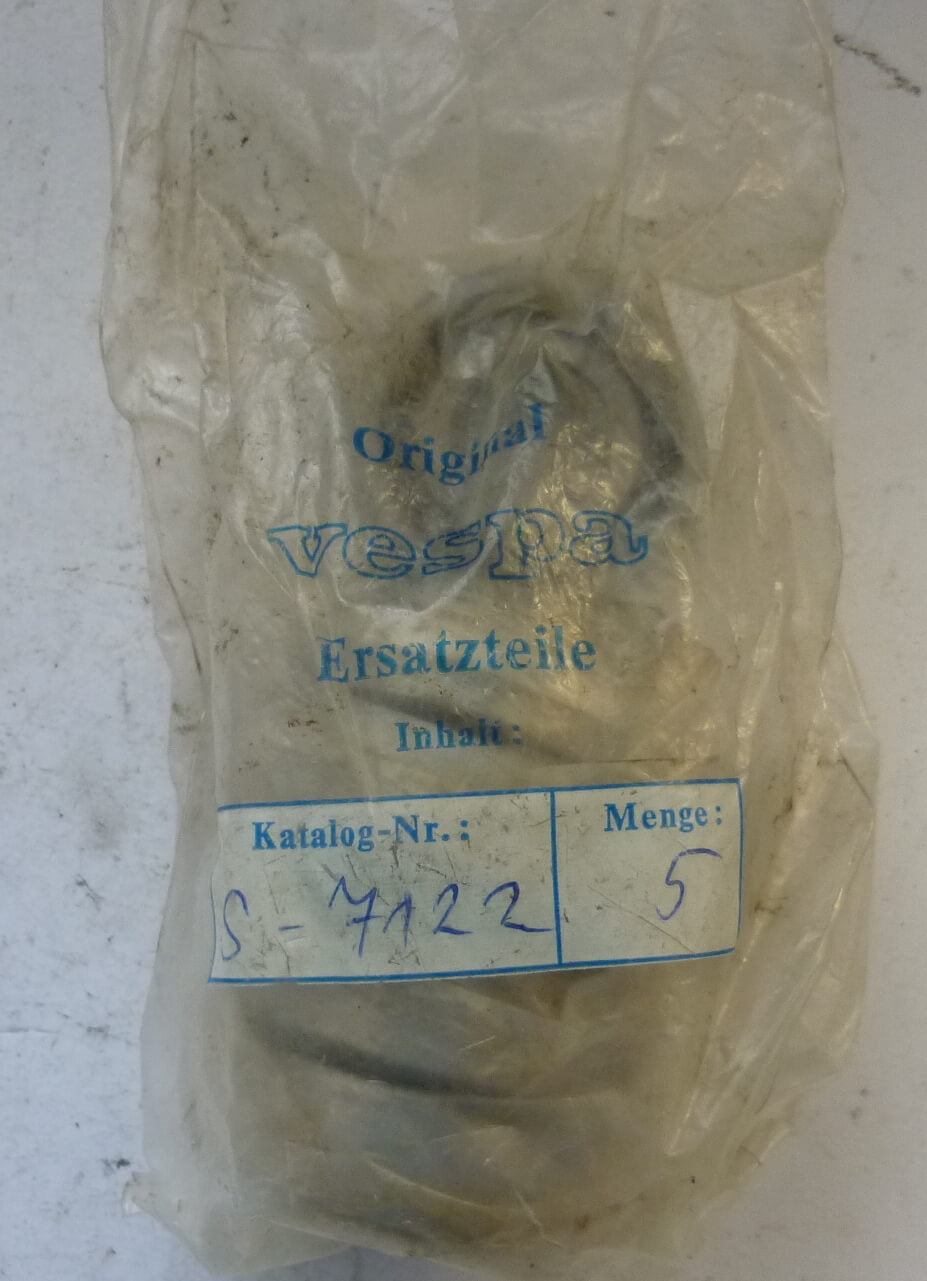 Original
vespa
Ersatzteile
Inhalt:
Katalog-Nr.: Menge:
S-7122 5